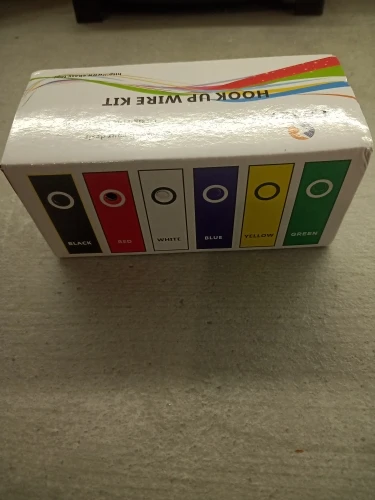 HOOK UP WIRE KIT
BLACK
RED
WHITE
BLUE
YELLOW
GREEN